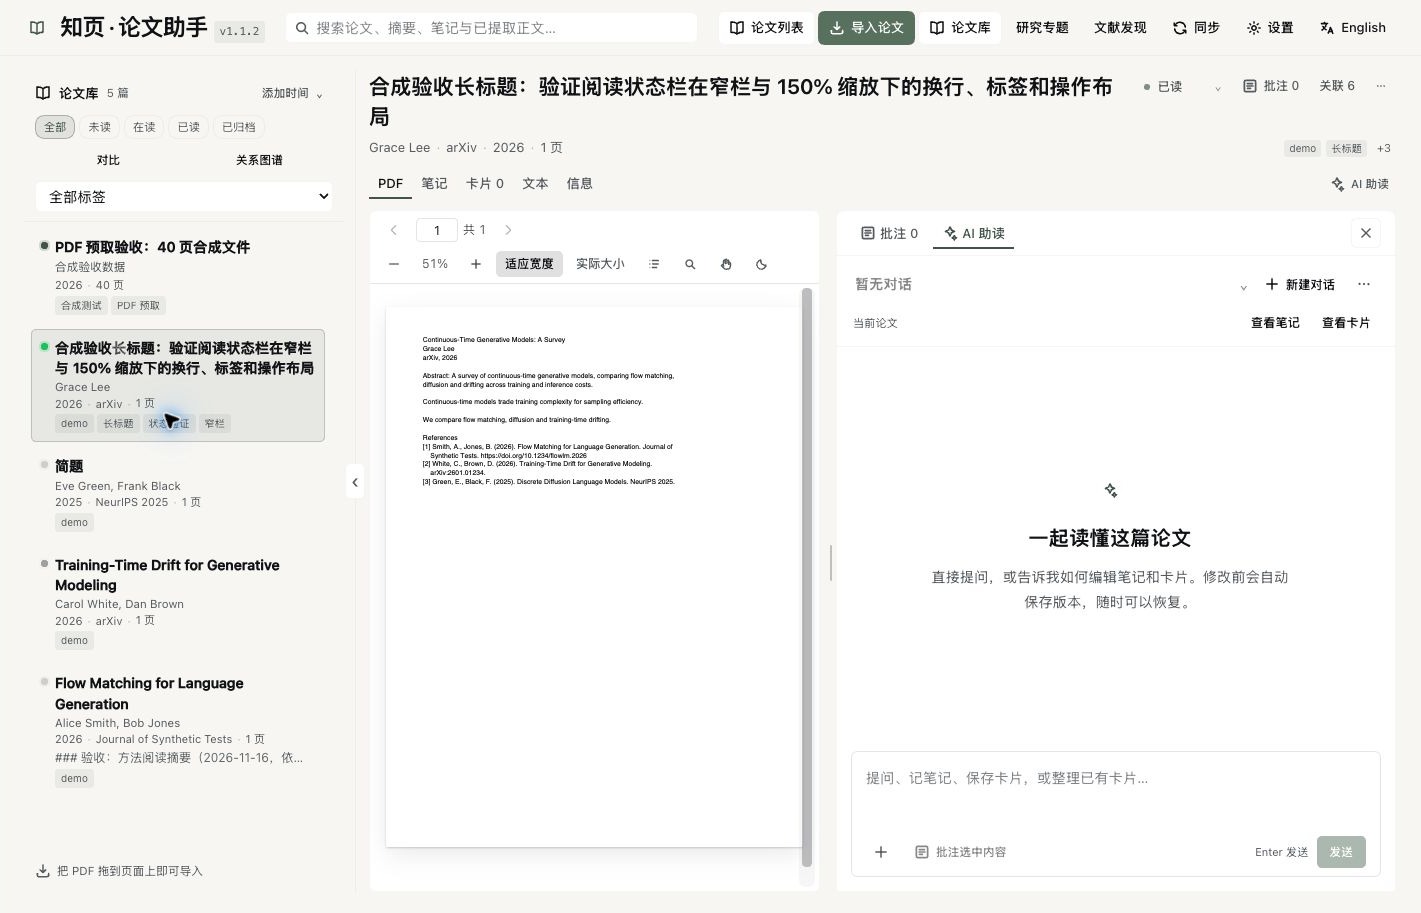 知页·论文助手 v1.1.2
搜索论文、摘要、笔记与已提取正文...
论文列表
导入论文
论文库
研究专题
文献发现
同步
设置
English
论文库 5 篇
添加时间
全部 未读 在读 已读 已归档
对比 关系图谱
全部标签
PDF 预取验收：40 页合成文件
合成验收数据
2026 · 40 页
合成测试 PDF 预取
合成验收长标题：验证阅读状态栏在窄栏
与 150% 缩放下的换行、标签和操作布局
Grace Lee
2026 · arXiv · 1 页
demo 长标题 窄栏
简题
Eve Green, Frank Black
2025 · NeurIPS 2025 · 1 页
demo
Training-Time Drift for Generative
Modeling
Carol White, Dan Brown
2026 · arXiv · 1 页
demo
Flow Matching for Language
Generation
Alice Smith, Bob Jones
2026 · Journal of Synthetic Tests · 1 页
### 验收：方法阅读摘要（2026-11-16，依...
demo
把 PDF 拖到页面上即可导入
合成验收长标题：验证阅读状态栏在窄栏与 150% 缩放下的换行、标签和操作布
局
已读
批注 0
关联 6
...
Grace Lee · arXiv · 2026 · 1 页
demo 长标题 +3
PDF 笔记 卡片 0 文本 信息
AI 助读
1 共 1
51%
适应宽度
实际大小
Continuous-Time Generative Models: A Survey
Grace Lee
arXiv, 2026
Abstract: A survey of continuous-time generative models, comparing flow matching,
diffusion and drifting across training and inference costs.
Continuous-time models trade training complexity for sampling efficiency.
We compare flow matching, diffusion and training-time drifting.
References
[1] Smith, A., Jones, B. (2026). Flow Matching for Language Generation. Journal of
Synthetic Tests. https://doi.org/10.1234/flowlm.2026
[2] White, C., Brown, D. (2026). Training-Time Drift for Generative Modeling.
arXiv:2601.01234.
[3] Green, E., Black, F. (2025). Discrete Diffusion Language Models. NeurIPS 2025.
批注 0
AI 助读
暂无对话
新建对话
...
当前论文
查看笔记 查看卡片
一起读懂这篇论文
直接提问，或告诉我如何编辑笔记和卡片。修改前会自动
保存版本，随时可以恢复。
提问、记笔记、保存卡片，或整理已有卡片...
批注选中内容
Enter 发送
发送